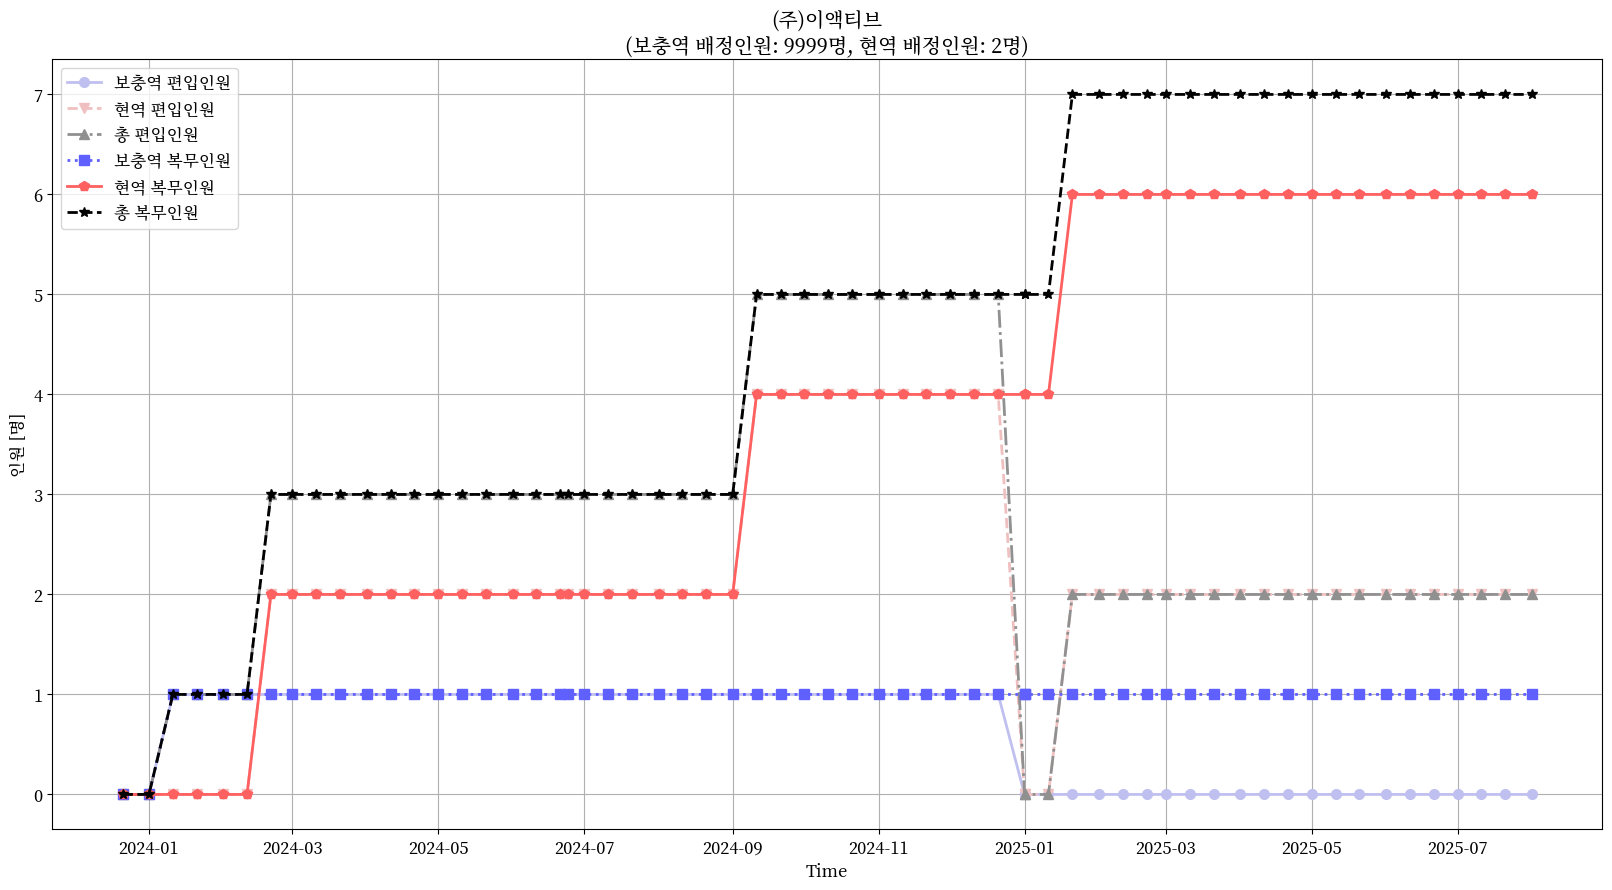 (주)이액티브
(보충역 배정인원: 9999명, 현역 배정인원: 2명)
보충역 편입인원
현역 편입인원
총 편입인원
보충역 복무인원
현역 복무인원
총 복무인원
7
6
5
4
3
2
1
0
인원 [명]
2024-01
2024-03
2024-05
2024-07
2024-09
2024-11
2025-01
2025-03
2025-05
2025-07
Time